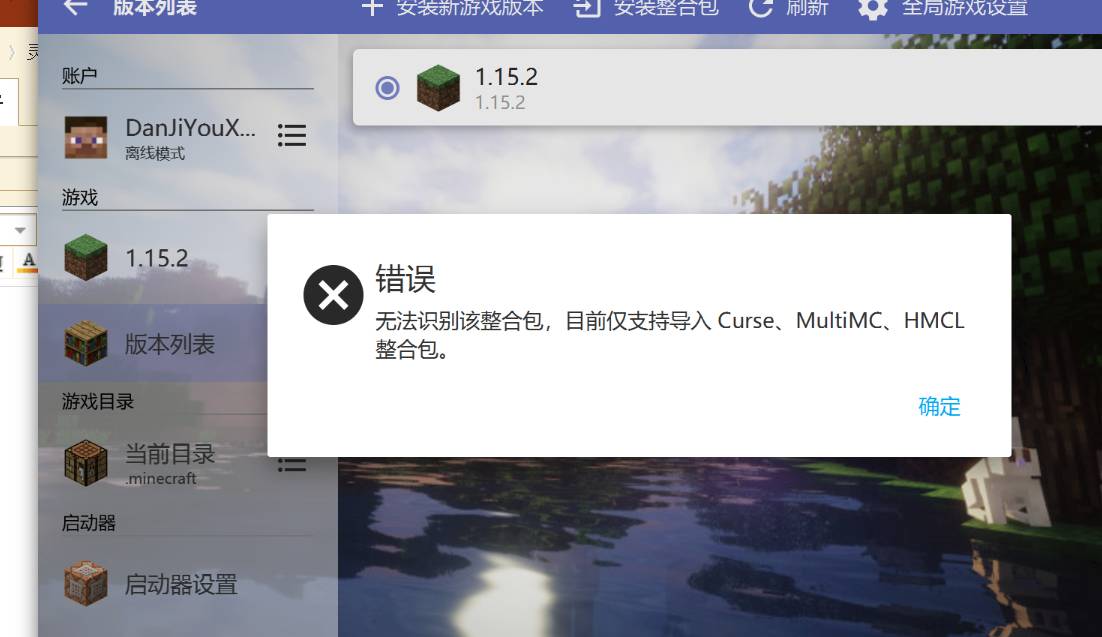 版本列表
安装新游戏版本
安装整合包
刷新
全局游戏设置
账户
DanJiYouX...
离线模式
游戏
1.15.2
版本列表
游戏目录
当前目录
.minecraft
启动器
启动器设置
1.15.2
1.15.2
错误
无法识别该整合包，目前仅支持导入 Curse、MultiMC、HMCL
整合包。
确定
A